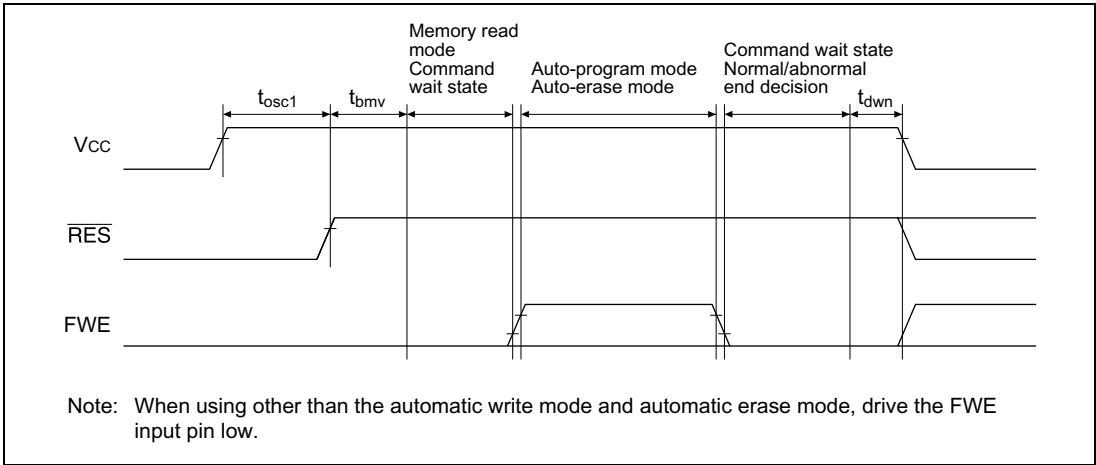 Memory read
mode
Command
wait state
Auto-program mode
Auto-erase mode
Command wait state
Normal/abnormal
end decision
tosc1
tbmv
tdwn
VCC
RES
FWE
Note: When using other than the automatic write mode and automatic erase mode, drive the FWE
input pin low.